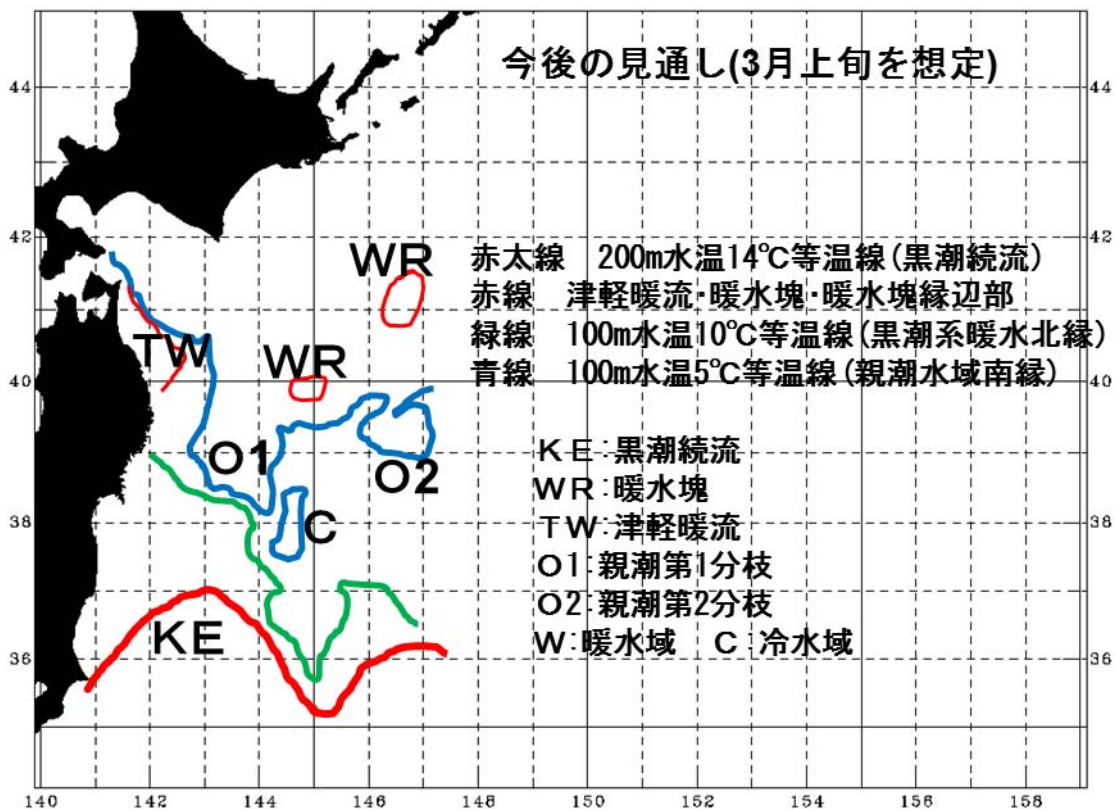 今後の見通し(3月上旬を想定)
44
44
42
42
WR
赤太線 200m水温14℃等温線(黒潮続流)
赤線 津軽暖流・暖水塊・暖水塊縁辺部
TW
WR
緑線 100m水温10℃等温線(黒潮系暖水北縁)
青線 100m水温5℃等温線(親潮水域南縁)
40
40
O1
O2
KE:黒潮続流
WR:暖水塊
38
C
38
TW:津軽暖流
O1:親潮第1分枝
O2:親潮第2分枝
KE
W:暖水域 C:冷水域
36
36
140 142 144 146 148 150 152 154 156 158